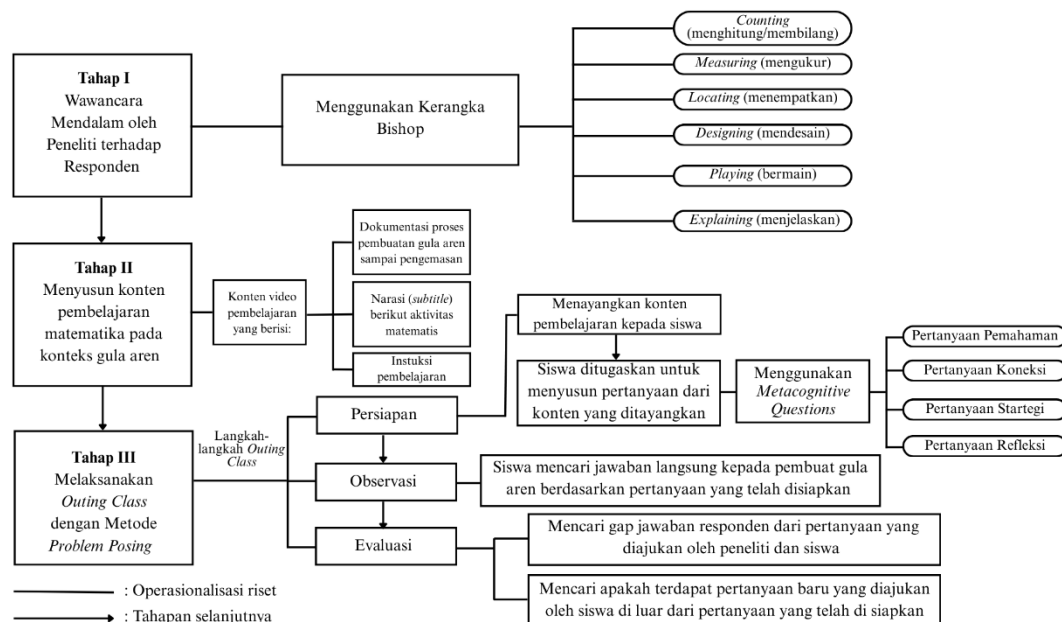 Tahap I
Wawancara
Mendalam oleh
Peneliti terhadap
Responden
Menggunakan Kerangka
Bishop
Counting
(menghitung/membilang)
Measuring (mengukur)
Locating (menempatkan)
Designing (mendesain)
Playing (bermain)
Explaining (menjelaskan)
Tahap II
Menyusun konten
pembelajaran
matematika pada
konteks gula aren
Konten video
pembelajaran
yang berisi:
Dokumentasi proses
pembuatan gula aren
sampai pengemasan
Narasi (subtitle)
berikut aktivitas
matematis
Instuksi
pembelajaran
Tahap III
Melaksanakan
Outing Class
dengan Metode
Problem Posing
Langkah-
langkah Outing
Class
Persiapan
Menayangkan konten
pembelajaran kepada siswa
Siswa ditugaskan untuk
menyusun pertanyaan dari
konten yang ditayangkan
Menggunakan
Metacognitive
Questions
Pertanyaan Pemahaman
Pertanyaan Koneksi
Pertanyaan Startegi
Pertanyaan Refleksi
Observasi
Siswa mencari jawaban langsung kepada pembuat gula
aren berdasarkan pertanyaan yang telah disiapkan
Evaluasi
Mencari gap jawaban responden dari pertanyaan yang
diajukan oleh peneliti dan siswa
Mencari apakah terdapat pertanyaan baru yang diajukan
oleh siswa di luar dari pertanyaan yang telah di siapkan
: Operasionalisasi riset
: Tahapan selanjutnya